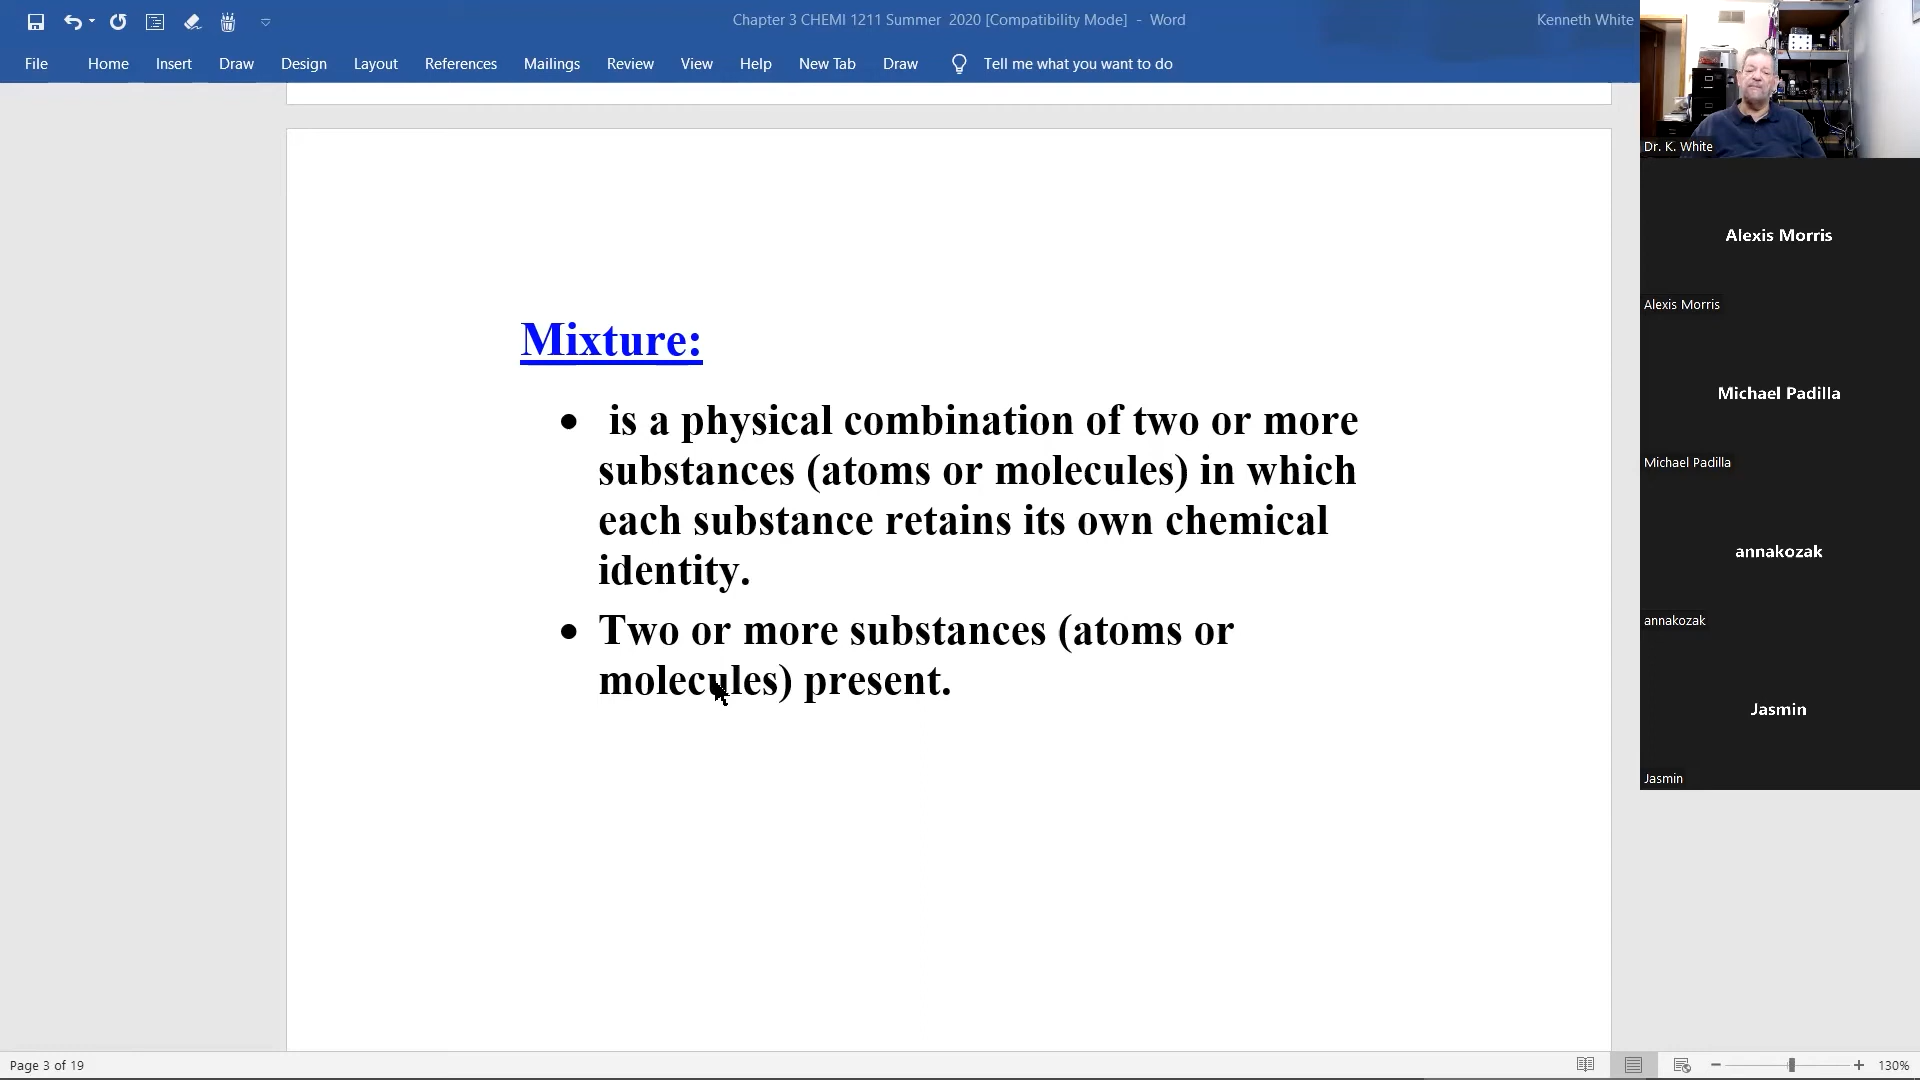 Chapter 3 CHEMI 1211 Summer 2020 [Compatibility Mode] - Word
Kenneth White
File Home Insert Draw Design Layout References Mailings Review View Help New Tab Draw Tell me what you want to do
Mixture:
• is a physical combination of two or more
substances (atoms or molecules) in which
each substance retains its own chemical
identity.
• Two or more substances (atoms or
molecules) present.
Dr. K. White
Alexis Morris
Alexis Morris
Michael Padilla
Michael Padilla
annakozak
annakozak
Jasmin
Jasmin
Page 3 of 19
130%